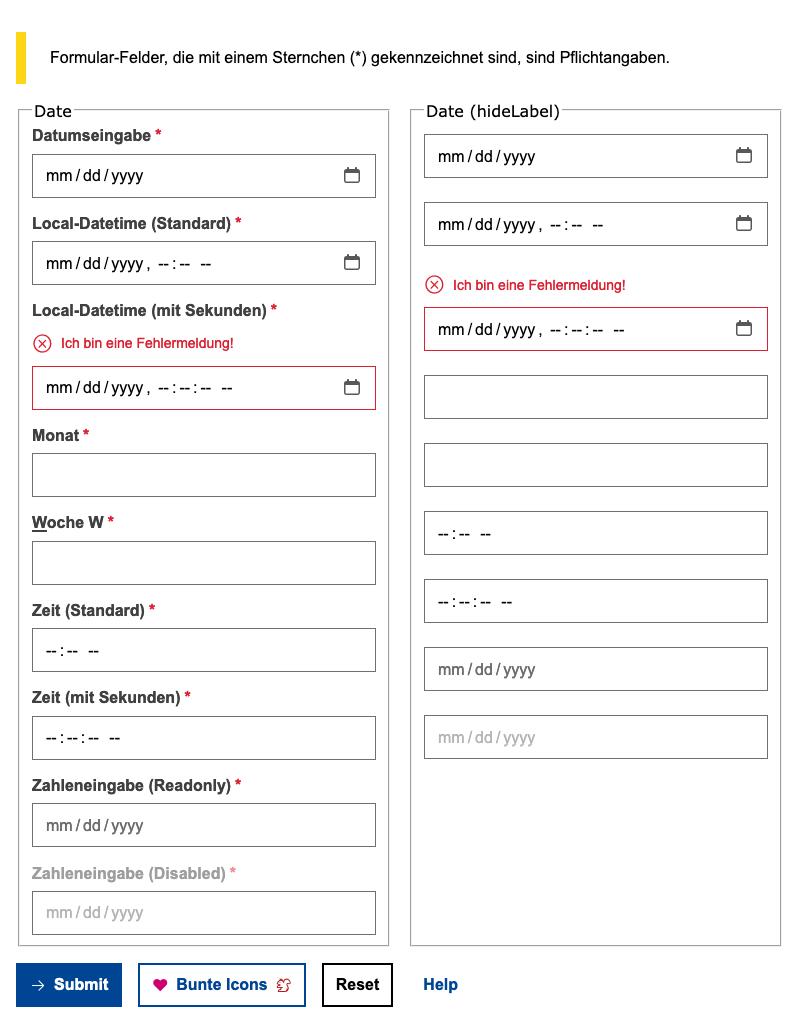 Formular-Felder, die mit einem Sternchen (*) gekennzeichnet sind, sind Pflichtangaben.
Date
Datumseingabe *
mm/dd/yyyy
Local-Datetime (Standard) *
mm/dd/yyyy, --:-- --
Local-Datetime (mit Sekunden) *
Ich bin eine Fehlermeldung!
mm/dd/yyyy, --:--:-- --
Monat *
Woche W *
Zeit (Standard) *
--:-- --
Zeit (mit Sekunden) *
--:--:-- --
Zahleneingabe (Readonly) *
mm/dd/yyyy
Zahleneingabe (Disabled) *
mm/dd/yyyy
Date (hideLabel)
mm/dd/yyyy
mm/dd/yyyy, --:-- --
Ich bin eine Fehlermeldung!
mm/dd/yyyy, --:--:-- --
--:-- --
--:--:-- --
mm/dd/yyyy
mm/dd/yyyy
Submit
Bunte Icons
Reset
Help